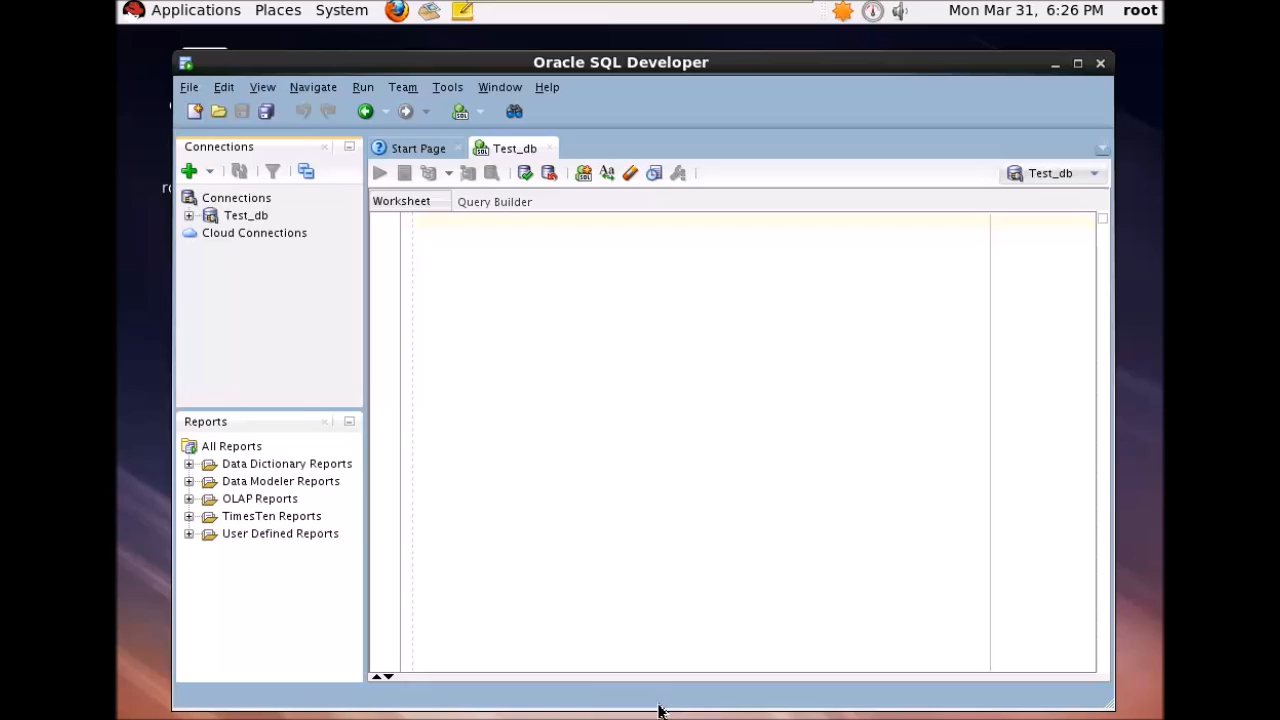 Applications Places System Mon Mar 31, 6:26 PM root
Oracle SQL Developer
File Edit View Navigate Run Team Tools Window Help
Connections
Connections
Test_db
Cloud Connections
Reports
All Reports
Data Dictionary Reports
Data Modeler Reports
OLAP Reports
TimesTen Reports
User Defined Reports
Start Page Test_db
Test_db
Worksheet Query Builder